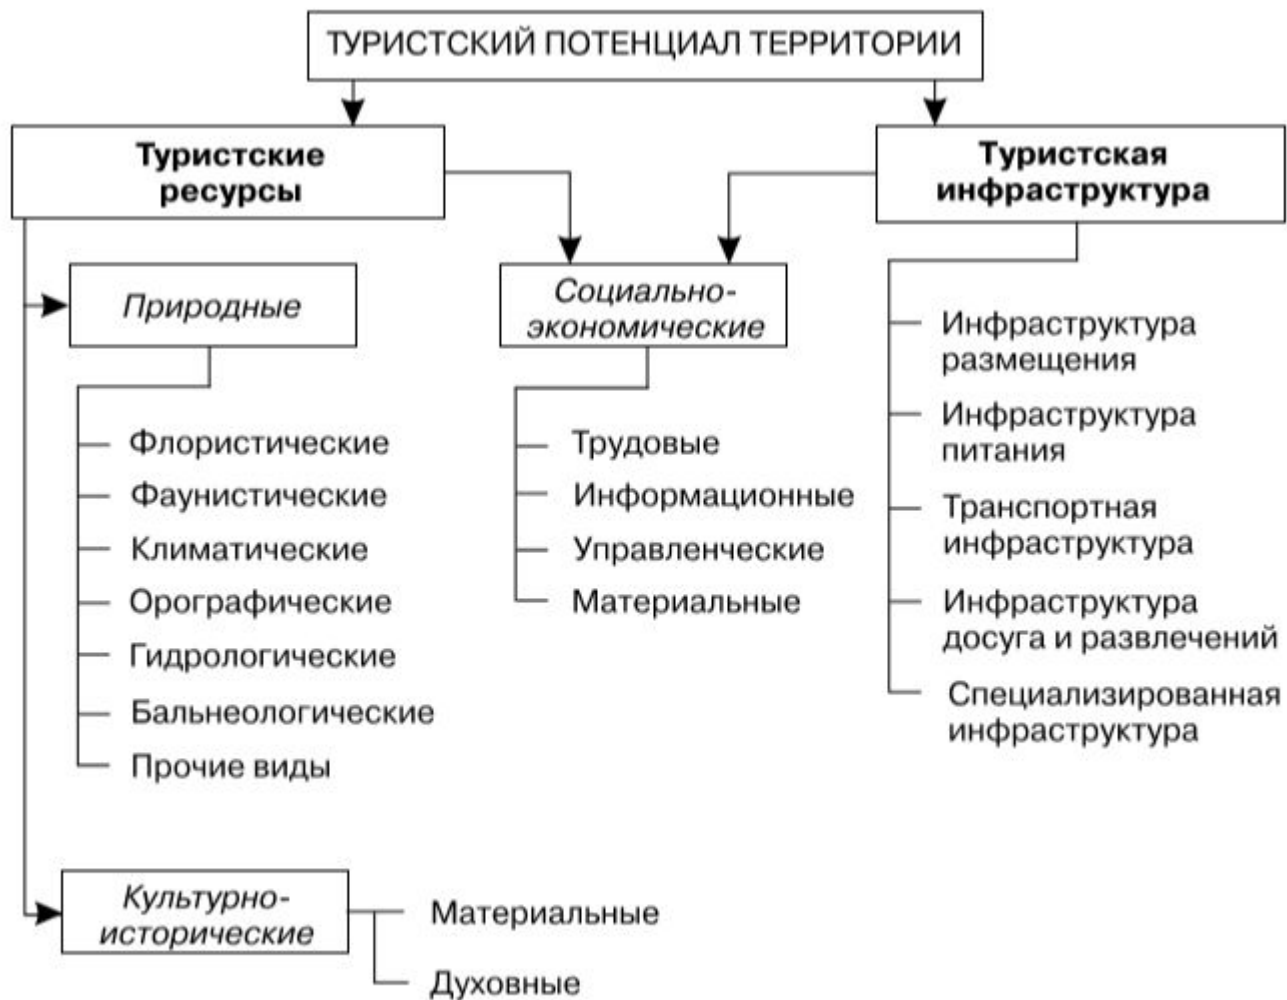 ТУРИСТСКИЙ ПОТЕНЦИАЛ ТЕРРИТОРИИ
Туристские
ресурсы
Туристская
инфраструктура
Природные
Социально-
экономические
Флористические
Фаунистические
Климатические
Орографические
Гидрологические
Бальнеологические
Прочие виды
Трудовые
Информационные
Управленческие
Материальные
Инфраструктура
размещения
Инфраструктура
питания
Транспортная
инфраструктура
Инфраструктура
досуга и развлечений
Специализированная
инфраструктура
Культурно-
исторические
Материальные
Духовные